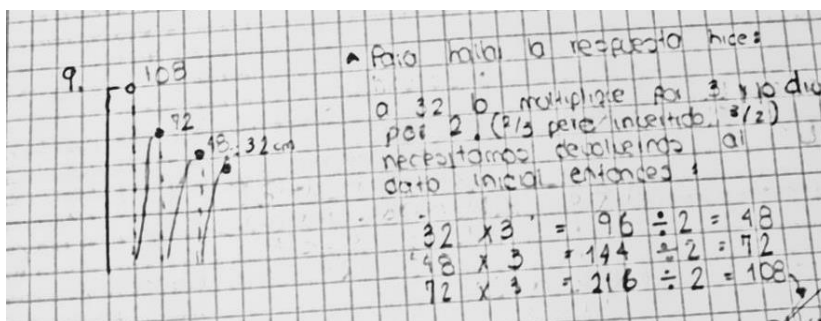 9.
108
72
48
32 cm
Para hallar la respuesta hice:
a 32 lo multiplique por 3 y lo divi
por 2. (2/3 pero invertido 3/2)
necesitamos devolvernos al
dato inicial entonces:
32 x 3 = 96 ÷ 2 = 48
48 x 3 = 144 ÷ 2 = 72
72 x 3 = 216 ÷ 2 = 108